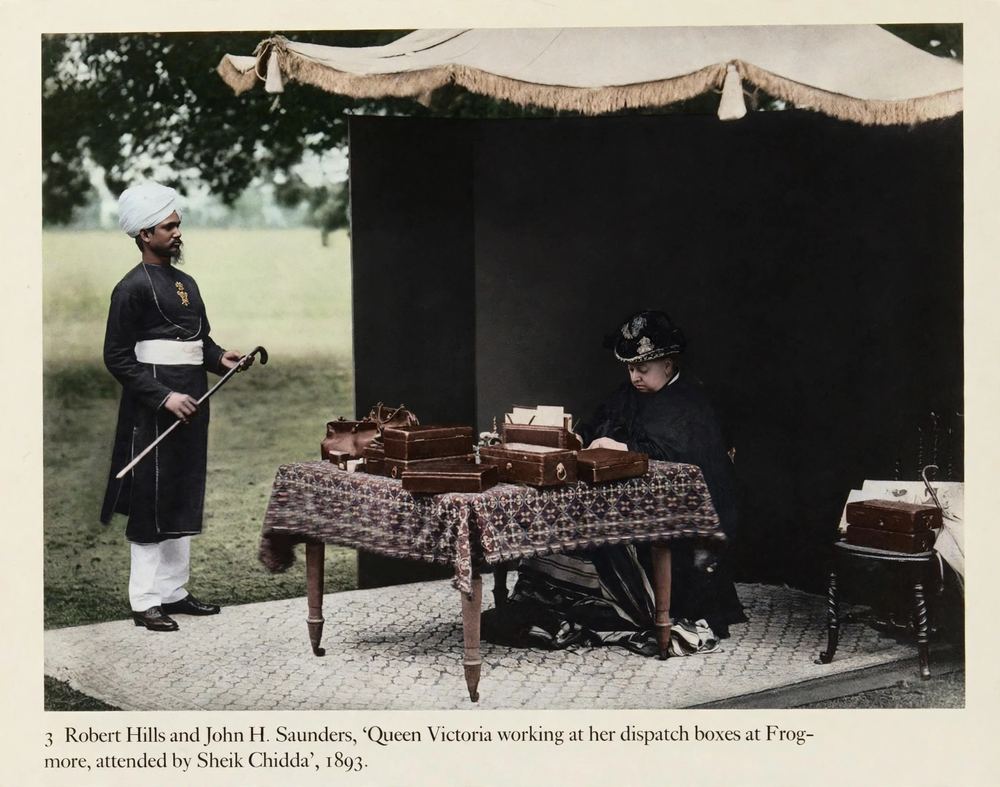 3 Robert Hills and John H. Saunders, ‘Queen Victoria working at her dispatch boxes at Frog-
more, attended by Sheik Chidda’, 1893.